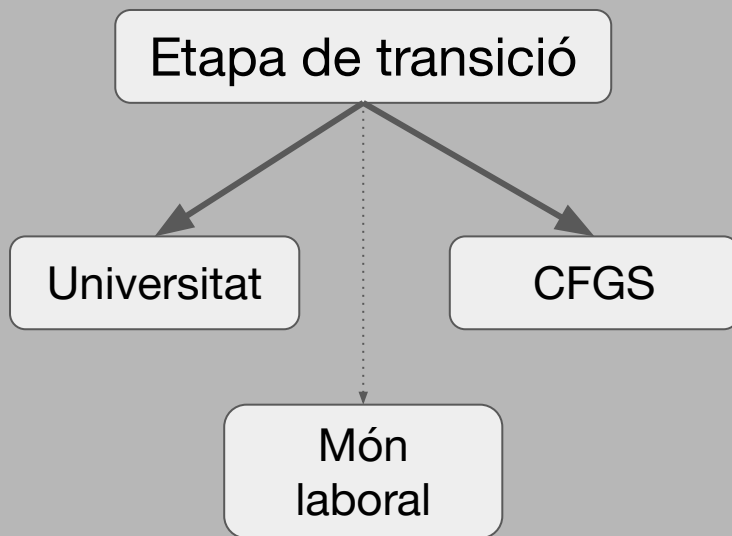 Etapa de transició
Universitat
CFGS
Món
laboral